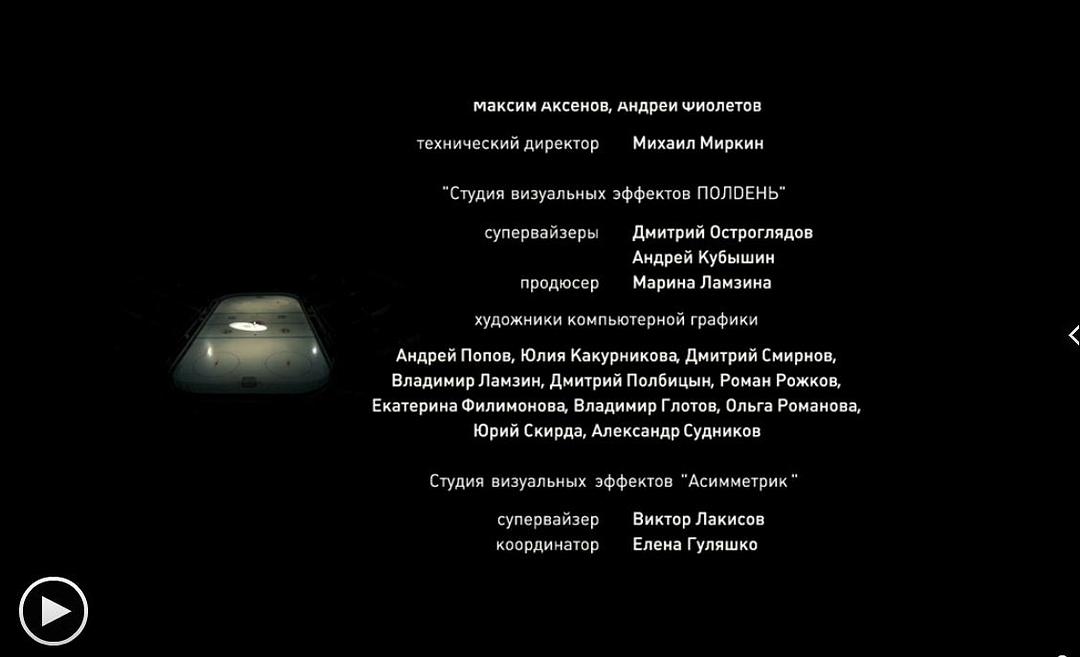 Максим Аксенов, Андрей Фиолетов
технический директор Михаил Миркин
"Студия визуальных эффектов ПОЛDЕНЬ"
супервайзеры Дмитрий Остроглядов
Андрей Кубышин
продюсер Марина Ламзина
художники компьютерной графики
Андрей Попов, Юлия Какурникова, Дмитрий Смирнов,
Владимир Ламзин, Дмитрий Полбицын, Роман Рожков,
Екатерина Филимонова, Владимир Глотов, Ольга Романова,
Юрий Скирда, Александр Судников
Студия визуальных эффектов "Асимметрик"
супервайзер Виктор Лакисов
координатор Елена Гуляшко